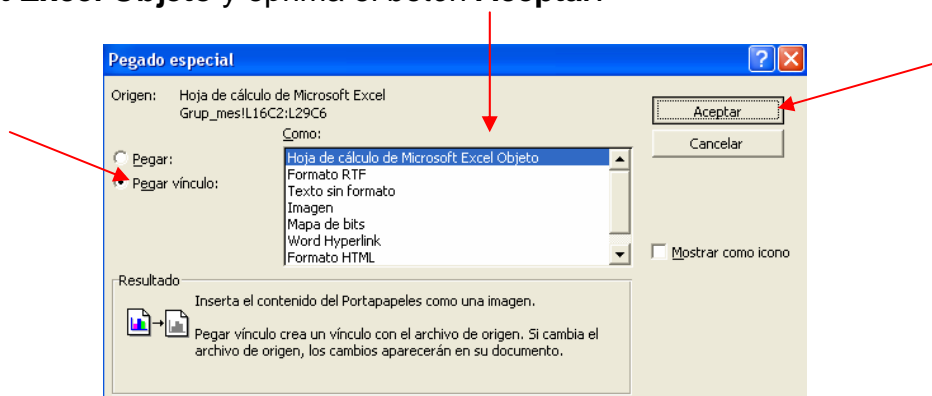 Excel Objeto y oprima el botón Aceptar.
Pegado especial
Origen: Hoja de cálculo de Microsoft Excel
Grup_mes!L16C2:L29C6
Como:
Pegar:
Pegar vínculo:
Hoja de cálculo de Microsoft Excel Objeto
Formato RTF
Texto sin formato
Imagen
Mapa de bits
Word Hyperlink
Formato HTML
Aceptar
Cancelar
Mostrar como icono
Resultado
Inserta el contenido del Portapapeles como una imagen.
Pegar vínculo crea un vínculo con el archivo de origen. Si cambia el
archivo de origen, los cambios aparecerán en su documento.